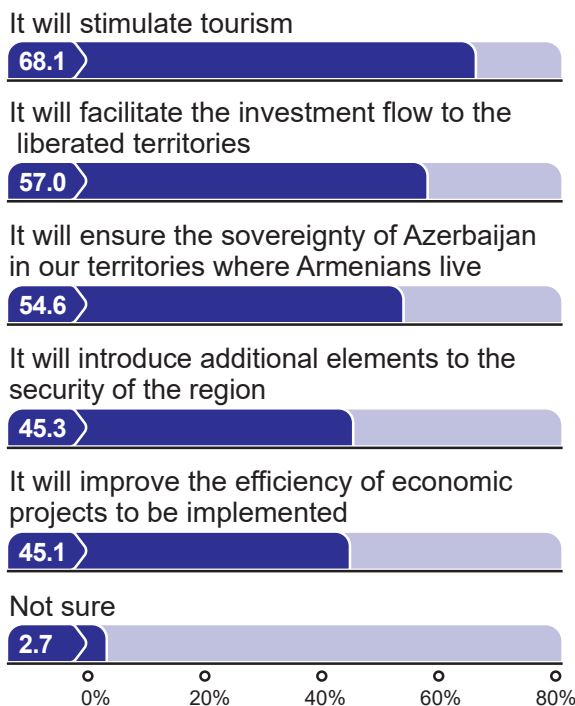 It will stimulate tourism
68.1
It will facilitate the investment flow to the
liberated territories
57.0
It will ensure the sovereignty of Azerbaijan
in our territories where Armenians live
54.6
It will introduce additional elements to the
security of the region
45.3
It will improve the efficiency of economic
projects to be implemented
45.1
Not sure
2.7
0% 20% 40% 60% 80%